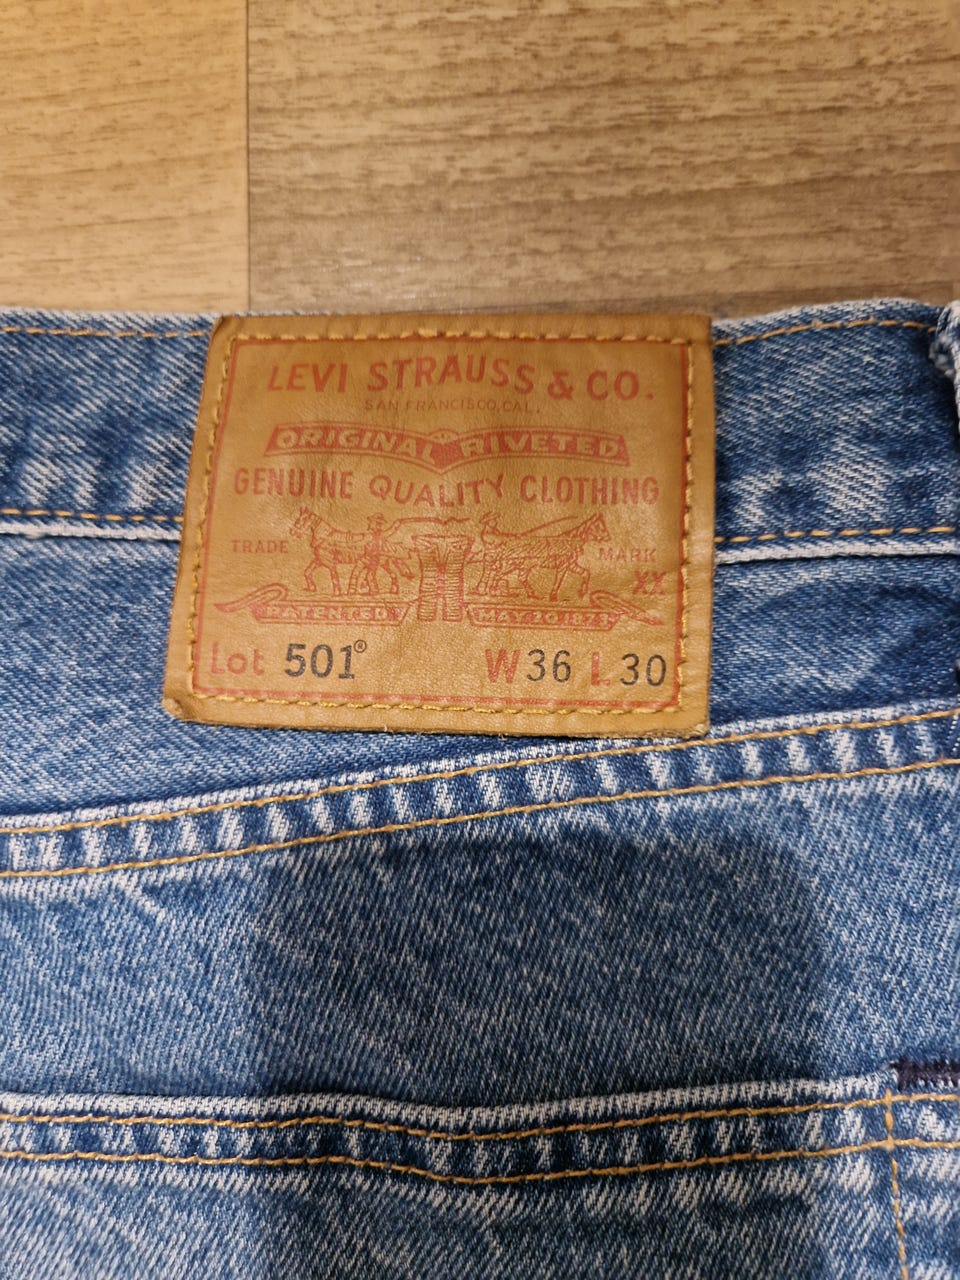 LEVI STRAUSS & CO.
SAN FRANCISCO, CAL.
ORIGINAL RIVETED
GENUINE QUALITY CLOTHING
TRADE MARK
XX
PATENTED MAY 20 1873
Lot 501® W36 L30